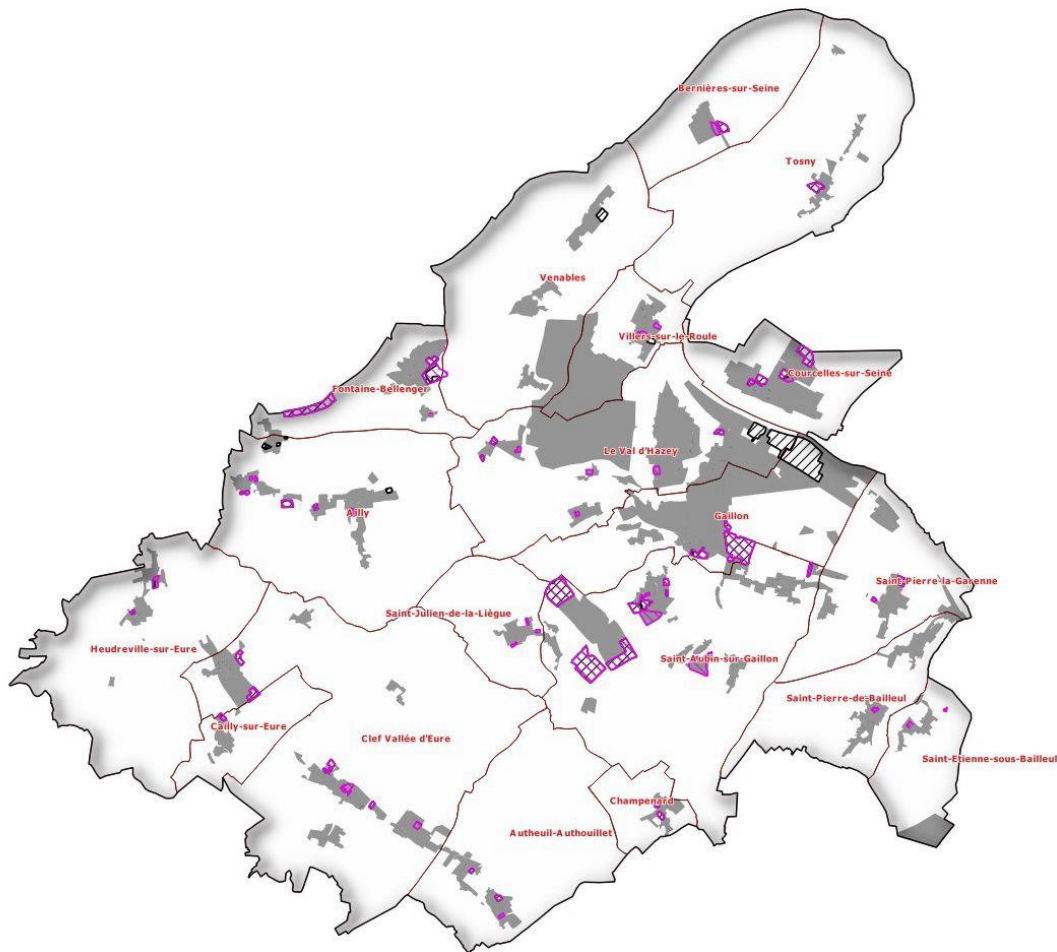 Bernières-sur-Seine
Tosny
Venables
Villers-sur-le-Roule
Courcelles-sur-Seine
Fontaine-Bellenger
Le Val d'Hazey
Ailly
Gaillon
Saint-Pierre-la-Garenne
Saint-Julien-de-la-Liègue
Heudreville-sur-Eure
Saint-Aubin-sur-Gaillon
Saint-Pierre-de-Bailleul
Cailly-sur-Eure
Clef Vallée d'Eure
Saint-Etienne-sous-Bailleul
Champenard
Autheuil-Authouillet